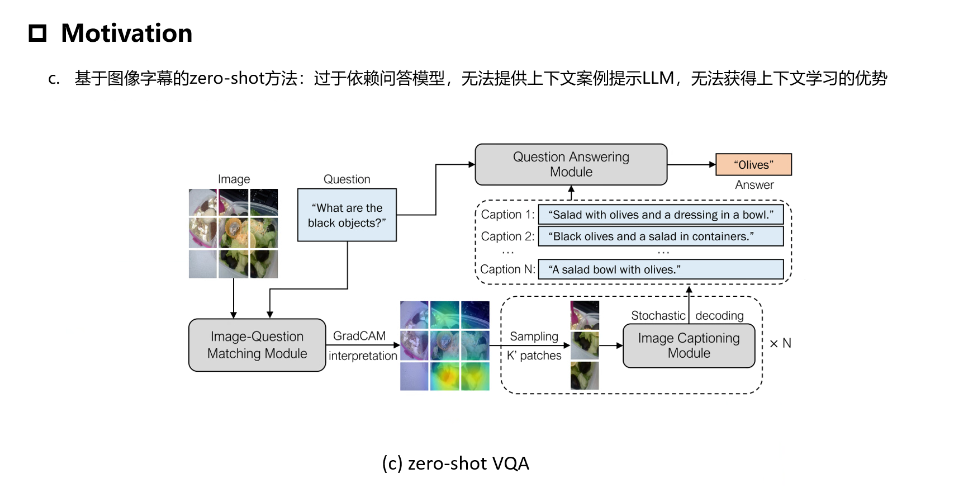 Motivation
c. 基于图像字幕的zero-shot方法：过于依赖问答模型，无法提供上下文案例提示LLM，无法获得上下文学习的优势
Image
Question
"What are the
black objects?"
Question Answering
Module
"Olives"
Answer
Caption 1: "Salad with olives and a dressing in a bowl."
Caption 2: "Black olives and a salad in containers."
... ...
Caption N: "A salad bowl with olives."
Image-Question
Matching Module
GradCAM
interpretation
Sampling
K' patches
Stochastic decoding
Image Captioning
Module
× N
(c) zero-shot VQA